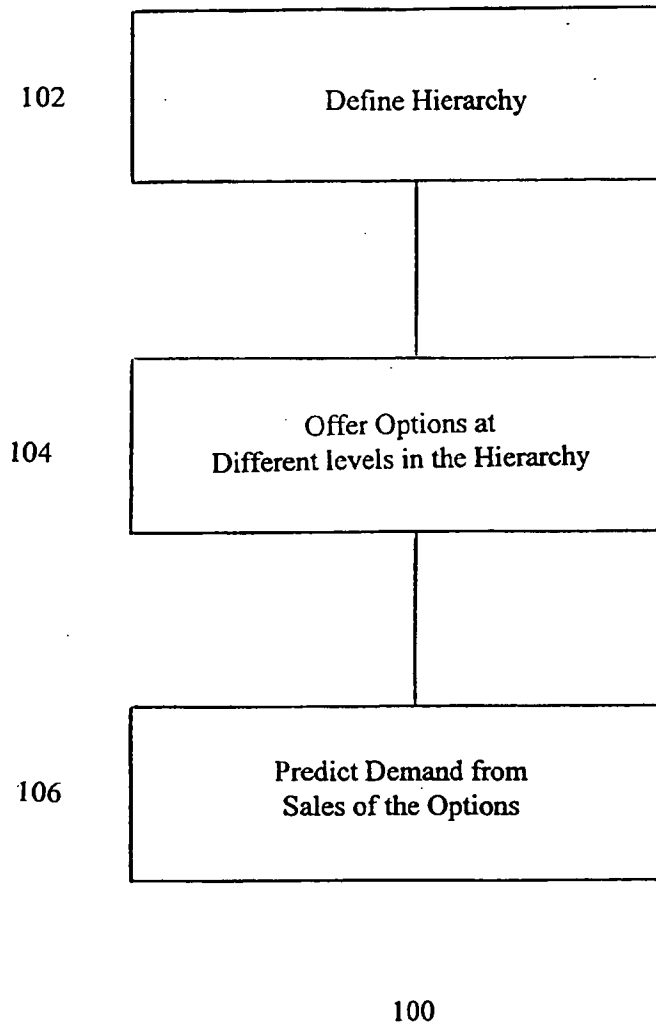 102
Define Hierarchy
104
Offer Options at
Different levels in the Hierarchy
106
Predict Demand from
Sales of the Options
100